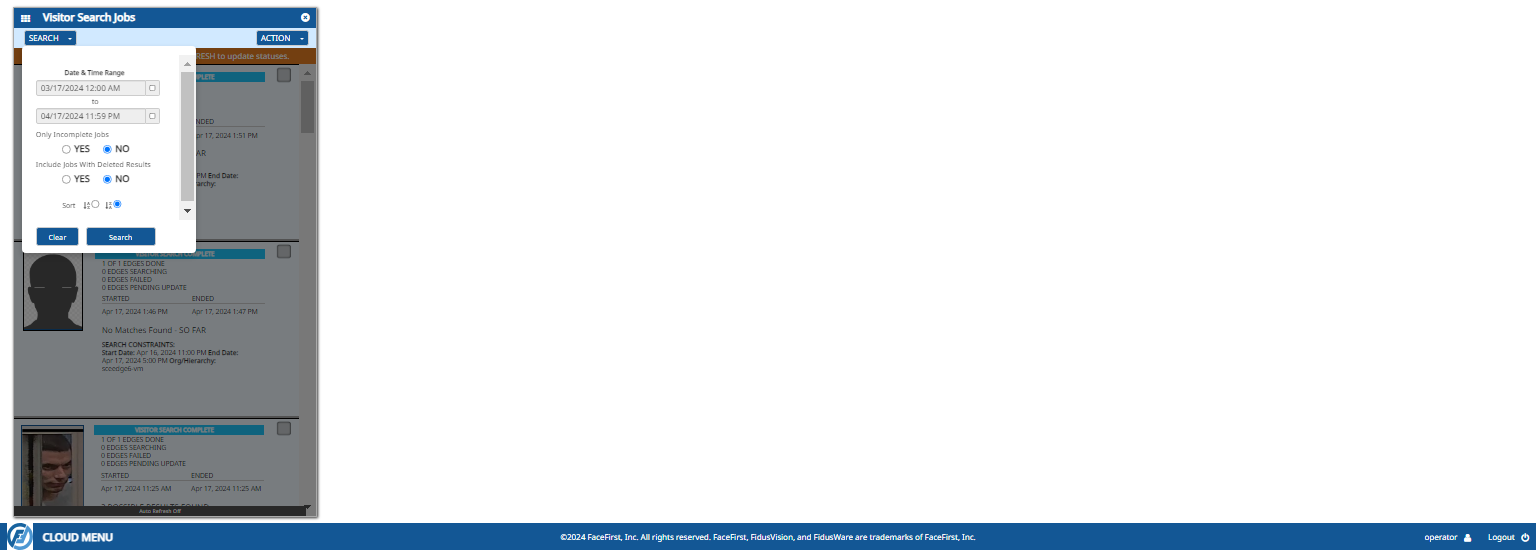 Visitor Search Jobs
SEARCH
ACTION
RESH to update statuses.
Date & Time Range
03/17/2024 12:00 AM
to
04/17/2024 11:59 PM
Only Incomplete Jobs
YES NO
Include Jobs With Deleted Results
YES NO
Sort
Clear Search
PLETE
NDED
pr 17, 2024 1:51 PM
AR
PM End Date:
rarchy:
VISITOR SEARCH COMPLETE
1 OF 1 EDGES DONE
0 EDGES SEARCHING
0 EDGES FAILED
0 EDGES PENDING UPDATE
STARTED ENDED
Apr 17, 2024 1:46 PM Apr 17, 2024 1:47 PM
No Matches Found - SO FAR
SEARCH CONSTRAINTS:
Start Date: Apr 16, 2024 11:00 PM End Date:
Apr 17, 2024 5:00 PM Org/Hierarchy:
sceedge6-vm
VISITOR SEARCH COMPLETE
1 OF 1 EDGES DONE
0 EDGES SEARCHING
0 EDGES FAILED
0 EDGES PENDING UPDATE
STARTED ENDED
Apr 17, 2024 11:25 AM Apr 17, 2024 11:25 AM
Auto Refresh Off
CLOUD MENU
©2024 FaceFirst, Inc. All rights reserved. FaceFirst, FidusVision, and FidusWare are trademarks of FaceFirst, Inc.
operator Logout